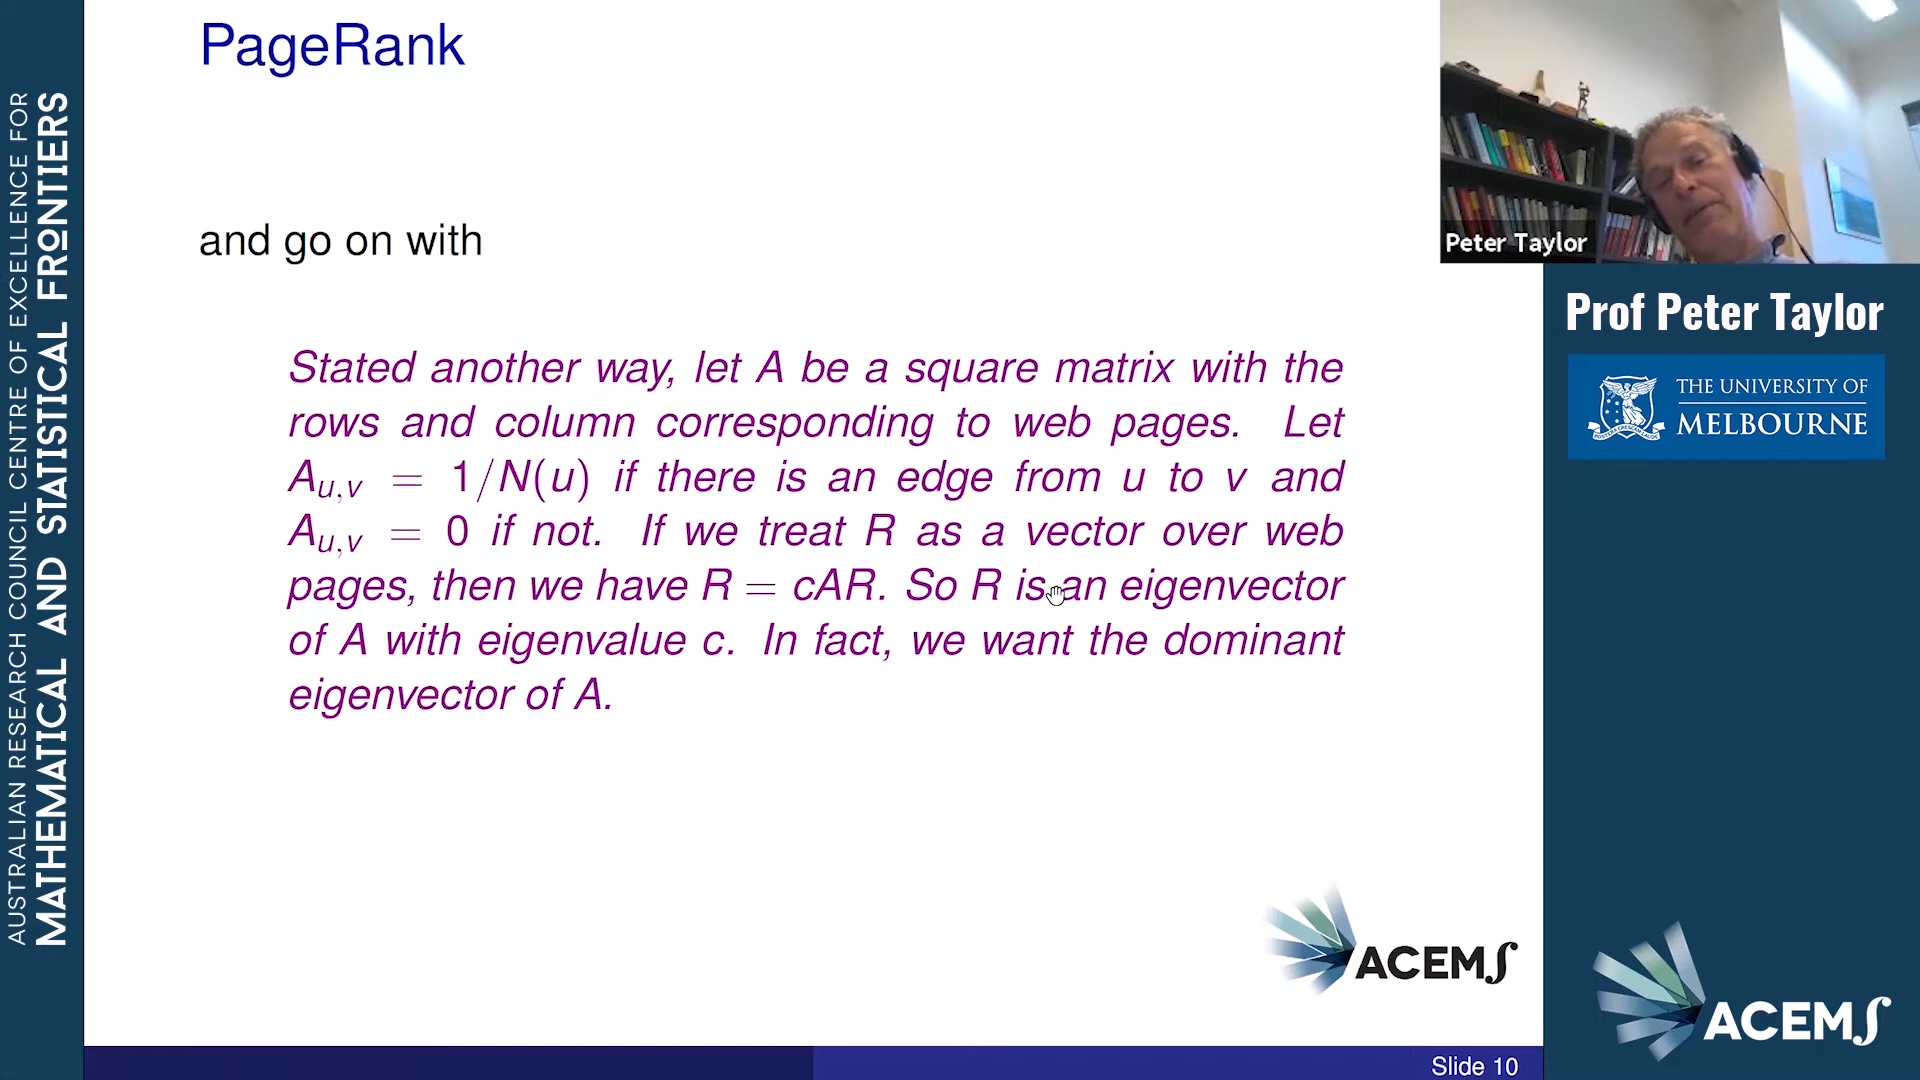 AUSTRALIAN RESEARCH COUNCIL CENTRE OF EXCELLENCE FOR
MATHEMATICAL AND STATISTICAL FRONTIERS
PageRank
and go on with
Stated another way, let A be a square matrix with the
rows and column corresponding to web pages. Let
A_{u,v} = 1/N(u) if there is an edge from u to v and
A_{u,v} = 0 if not. If we treat R as a vector over web
pages, then we have R = cAR. So R is an eigenvector
of A with eigenvalue c. In fact, we want the dominant
eigenvector of A.
ACEMS
Slide 10
Peter Taylor
Prof Peter Taylor
THE UNIVERSITY OF
MELBOURNE
ACEMS